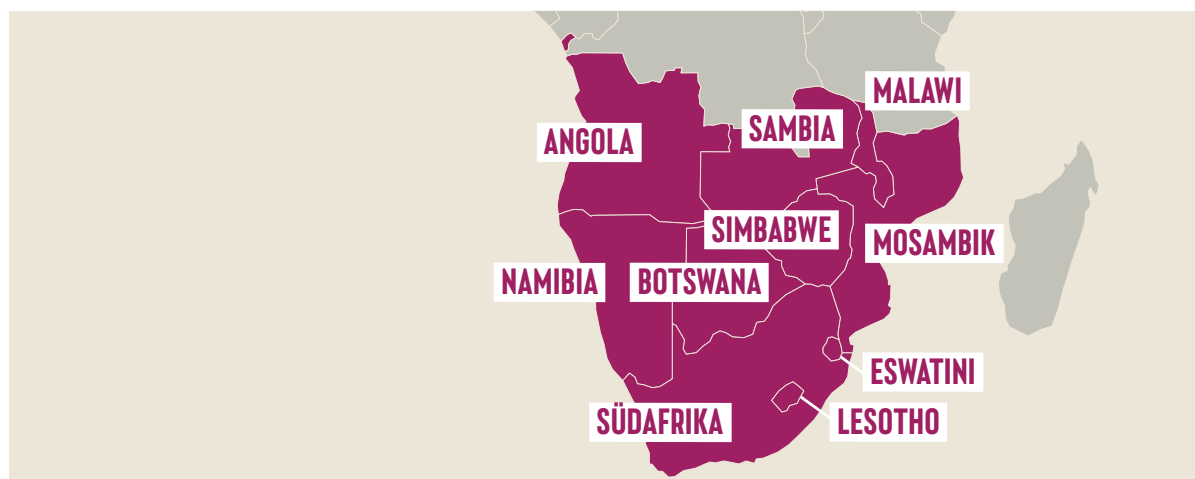 MALAWI
SAMBIA
ANGOLA
SIMBABWE
MOSAMBIK
NAMIBIA
BOTSWANA
ESWATINI
SÜDAFRIKA
LESOTHO